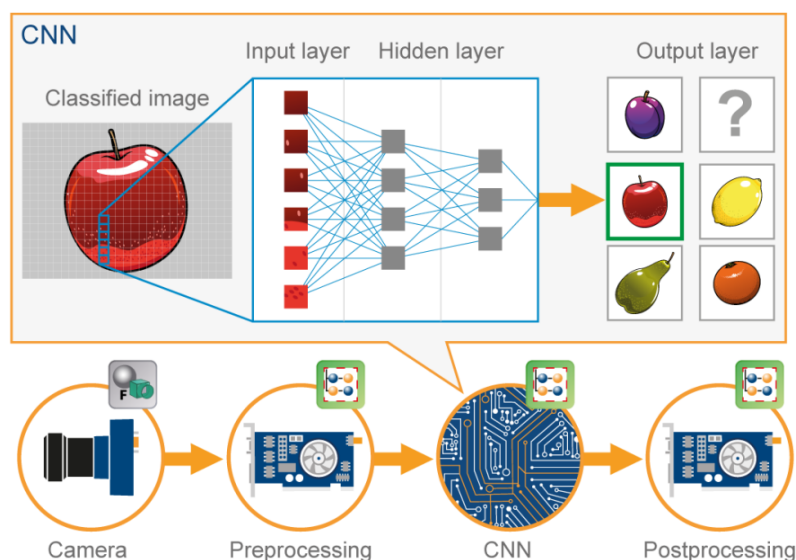 CNN
Input layer
Hidden layer
Output layer
Classified image
?
F
Camera
Preprocessing
CNN
Postprocessing